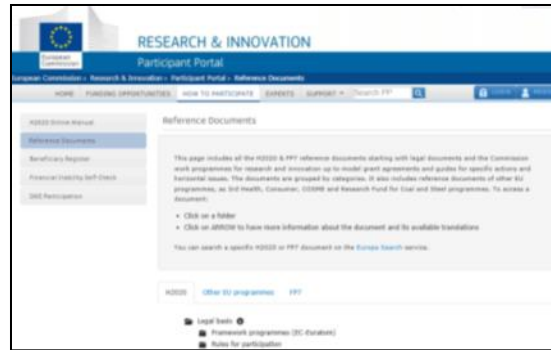 RESEARCH & INNOVATION
Participant Portal
European Commission
European Commission > Research & Innovation > Participant Portal > Reference Documents
HOME FUNDING OPPORTUNITIES HOW TO PARTICIPATE EXPERTS SUPPORT Search PP LOGIN
H2020 Online Manual
Reference Documents
Beneficiary Register
Financial Viability Self-Check
SME Participation
Reference Documents
This page includes all the H2020 & FP7 reference documents starting with legal documents and the Commission
work programmes for research and innovation up to model grant agreements and guides for specific actions and
horizontal issues. The documents are grouped by categories. It also includes reference documents of other EU
programmes, as 3rd Health, Consumer, COSME and Research Fund for Coal and Steel programmes. To access a
document:
• Click on a folder
• Click on ARROW to have more information about the document and its available translations
You can search a specific H2020 or FP7 document on the Europa Search service.
H2020 Other EU programmes FP7
Legal basis
Framework programmes (EC-Euratom)
Rules for participation